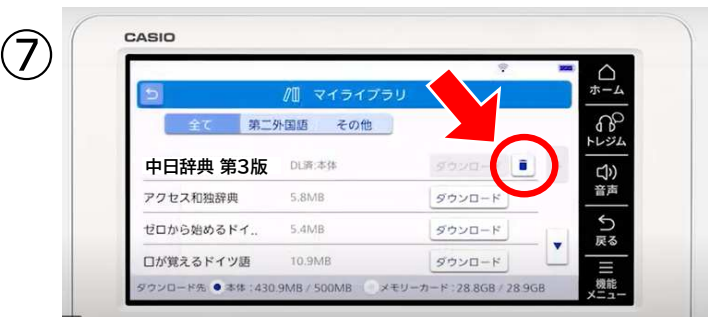 ⑦
CASIO
マイライブラリ
全て 第二外国語 その他
中日辞典 第3版 DL済:本体 ダウンロード
アクセス和独辞典 5.8MB ダウンロード
ゼロから始めるドイ.. 5.4MB ダウンロード
口が覚えるドイツ語 10.9MB ダウンロード
ダウンロード先 本体:430.9MB / 500MB メモリーカード:28.8GB / 28.9GB
ホーム
トレジム
音声
戻る
機能
メニュー